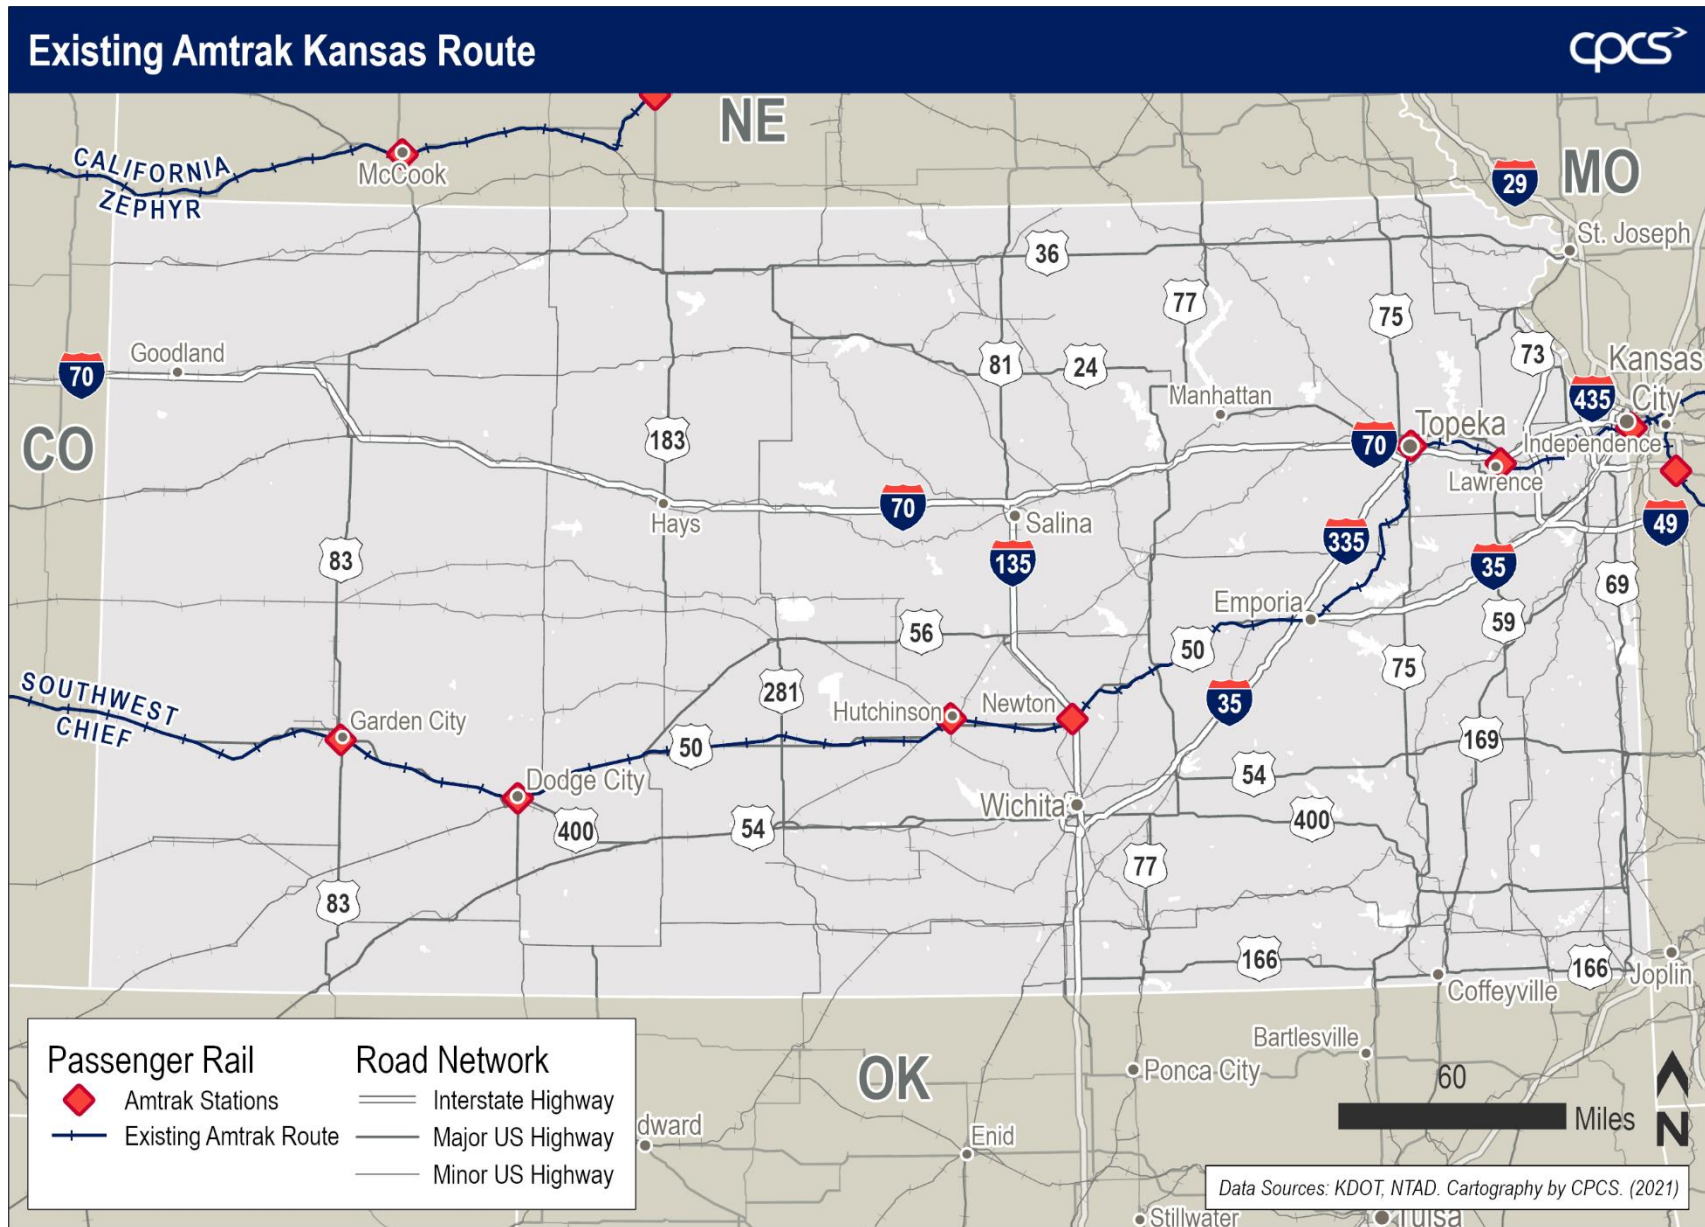 Existing Amtrak Kansas Route
cpcs
NE
MO
CALIFORNIA
ZEPHYR
McCook
29
St. Joseph
36
77
75
73
Kansas
City
70
Goodland
81
24
435
CO
183
Manhattan
Topeka
70
Independence
Lawrence
70
Hays
Salina
49
83
135
335
35
69
Emporia
56
59
50
75
SOUTHWEST
CHIEF
Garden City
281
Hutchinson
Newton
35
50
169
Dodge City
54
Wichita
400
54
400
77
83
166
166
Joplin
Coffeyville
Passenger Rail
Amtrak Stations
Existing Amtrak Route
Road Network
Interstate Highway
Major US Highway
Minor US Highway
dward
OK
Enid
Ponca City
Bartlesville
60
Miles
N
Data Sources: KDOT, NTAD. Cartography by CPCS. (2021)
Stillwater
Tulsa